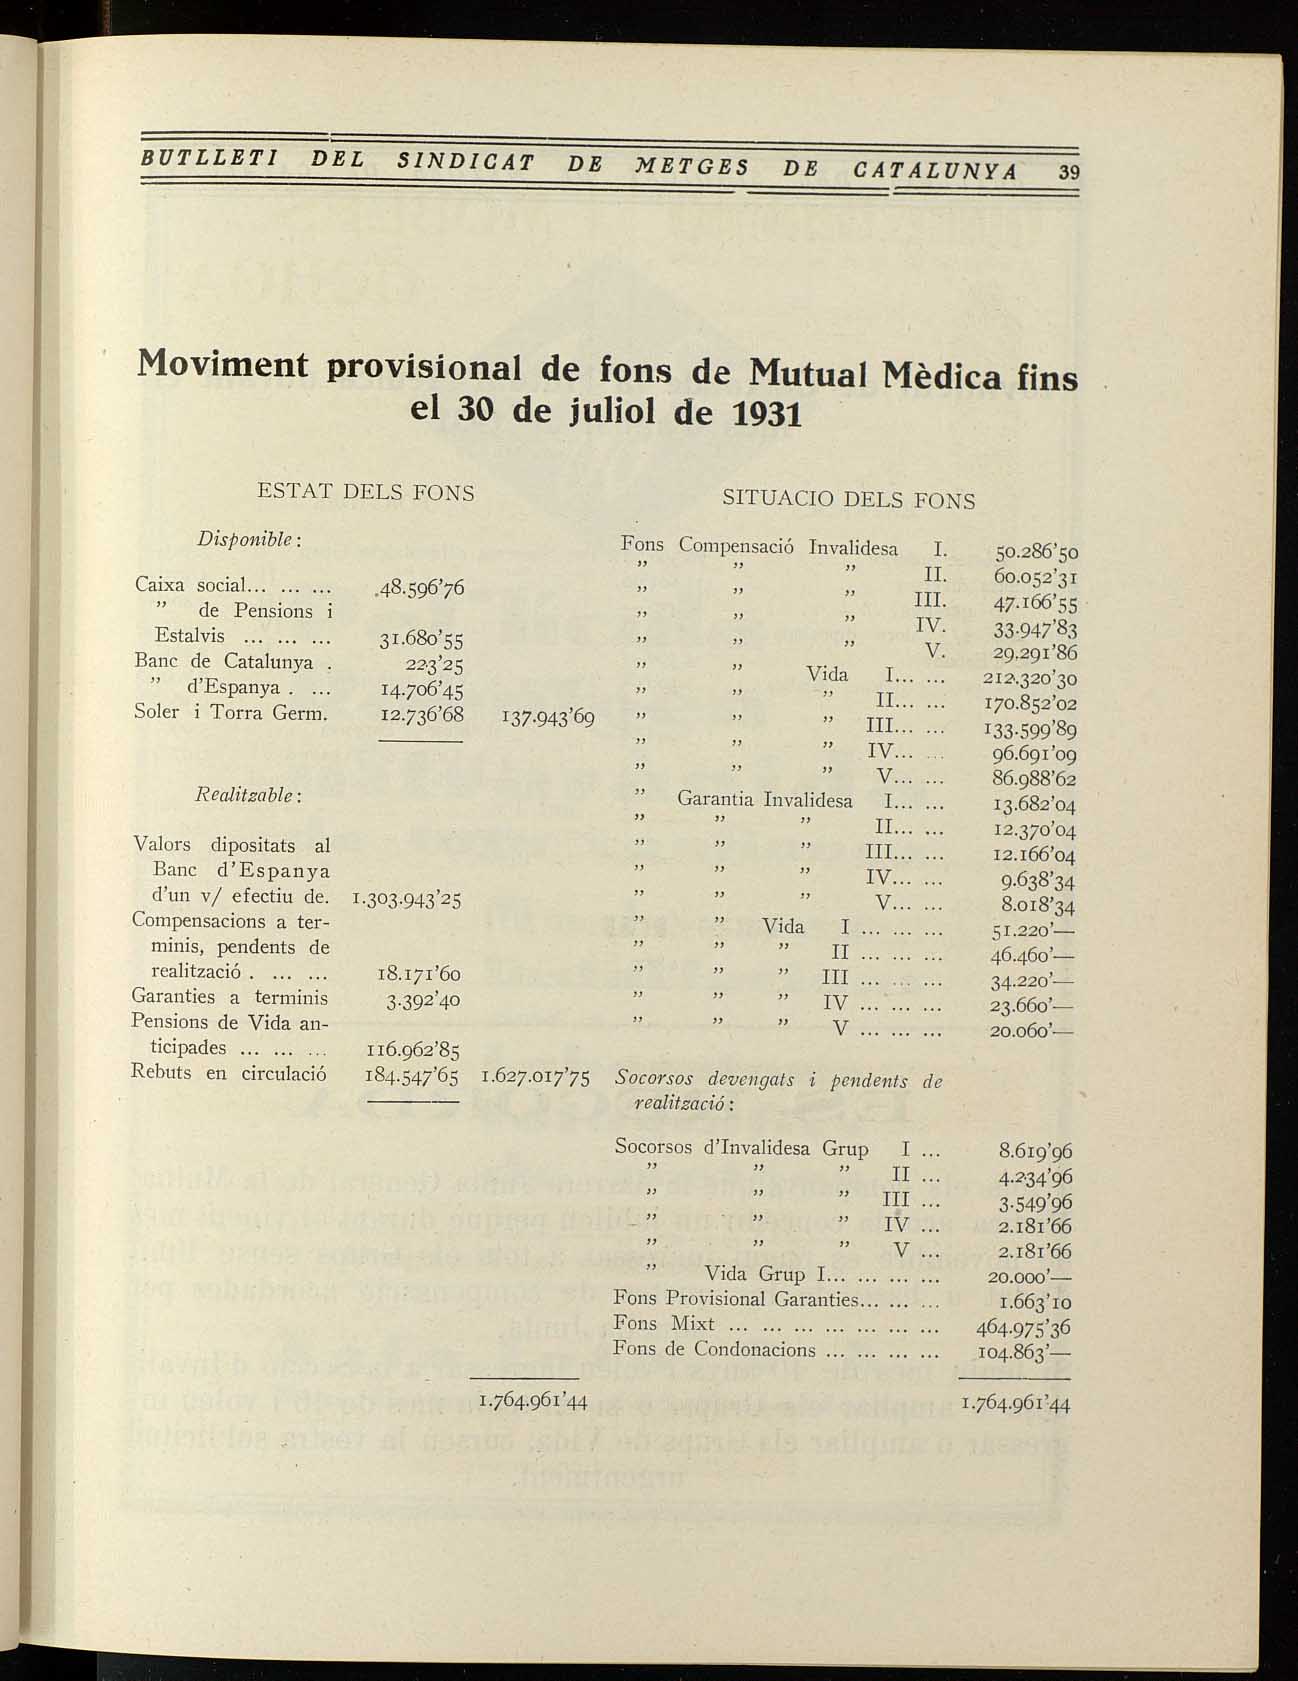 BUTLLETI DEL SINDICAT DE METGES DE CATALUNYA 39
Moviment provisional de fons de Mutual Mèdica fins
el 30 de juliol de 1931
ESTAT DELS FONS
Disponible:
Caixa social... ... ... 48.596'76
" de Pensions i
Estalvis ... ... ... 31.680'55
Banc de Catalunya . 223'25
" d'Espanya . ... 14.706'45
Soler i Torra Germ. 12.736'68 137.943'69
Realitzable:
Valors dipositats al
Banc d'Espanya
d'un v/ efectiu de. 1.303.943'25
Compensacions a ter-
minis, pendents de
realització . ... ... 18.171'60
Garanties a terminis 3.392'40
Pensions de Vida an-
ticipades ... ... ... 116.962'85
Rebuts en circulació 184.547'65 1.627.017'75
1.764.961'44
SITUACIO DELS FONS
Fons Compensació Invalidesa I. 50.286'50
" " " II. 60.052'31
" " " III. 47.166'55
" " " IV. 33.947'83
" " " V. 29.291'86
" " Vida I... ... 212.320'30
" " " II... ... 170.852'02
" " " III... ... 133.599'89
" " " IV... ... 96.691'09
" " " V... ... 86.988'62
" Garantia Invalidesa I... ... 13.682'04
" " " II... ... 12.370'04
" " " III... ... 12.166'04
" " " IV... ... 9.638'34
" " " V... ... 8.018'34
" " Vida I ... ... ... 51.220'—
" " " II ... ... ... 46.460'—
" " " III ... ... ... 34.220'—
" " " IV ... ... ... 23.660'—
" " " V ... ... ... 20.060'—
Socorsos devengats i pendents de
realització:
Socorsos d'Invalidesa Grup I ... 8.619'96
" " " II ... 4.234'96
" " " III ... 3.549'96
" " " IV ... 2.181'66
" " " V ... 2.181'66
" Vida Grup I... ... ... ... 20.000'—
Fons Provisional Garanties... ... ... 1.663'10
Fons Mixt ... ... ... ... ... ... ... 464.975'36
Fons de Condonacions ... ... ... ... 104.863'—
1.764.961'44